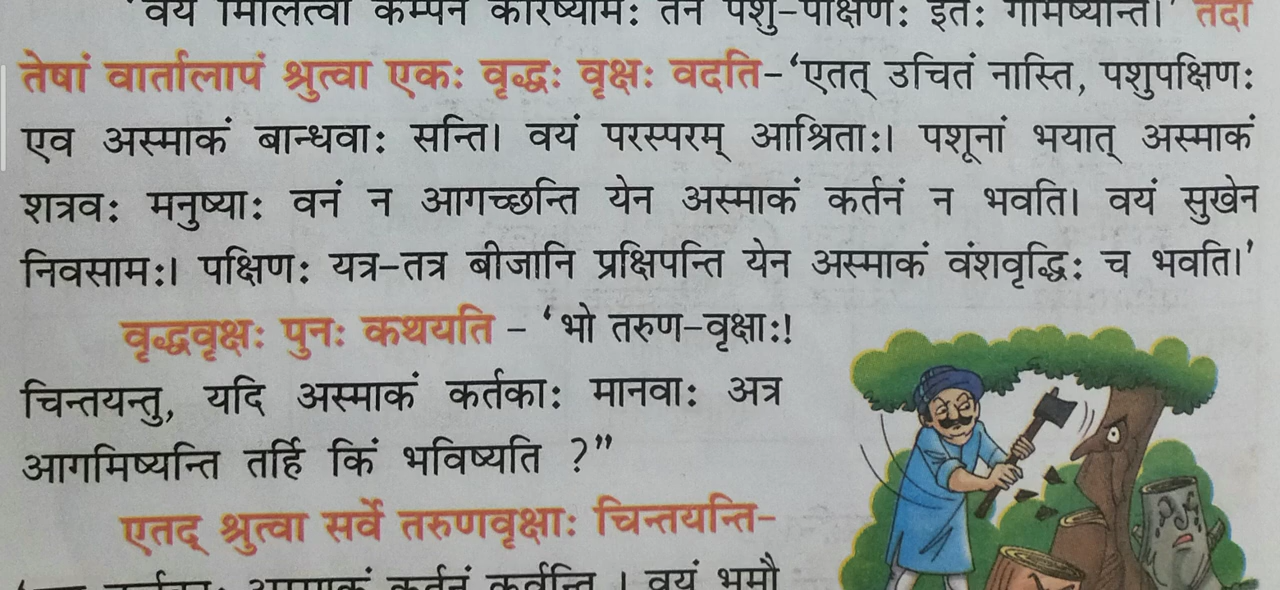 'वयं मिलित्वा कम्पनं करिष्यामः तेन पशु-पक्षिणः इतः गमिष्यन्ति।' तदा
तेषां वार्तालापं श्रुत्वा एकः वृद्धः वृक्षः वदति-'एतत् उचितं नास्ति, पशुपक्षिणः
एव अस्माकं बान्धवाः सन्ति। वयं परस्परम् आश्रिताः। पशूनां भयात् अस्माकं
शत्रवः मनुष्याः वनं न आगच्छन्ति येन अस्माकं कर्तनं न भवति। वयं सुखेन
निवसामः। पक्षिणः यत्र-तत्र बीजानि प्रक्षिपन्ति येन अस्माकं वंशवृद्धिः च भवति।'
वृद्धवृक्षः पुनः कथयति - 'भो तरुण-वृक्षाः!
चिन्तयन्तु, यदि अस्माकं कर्तकाः मानवाः अत्र
आगमिष्यन्ति तर्हि किं भविष्यति ?"
एतद् श्रुत्वा सर्वे तरुणवृक्षाः चिन्तयन्ति-
अस्माकं कर्तनं कुर्वन्ति । वयं भूमौ